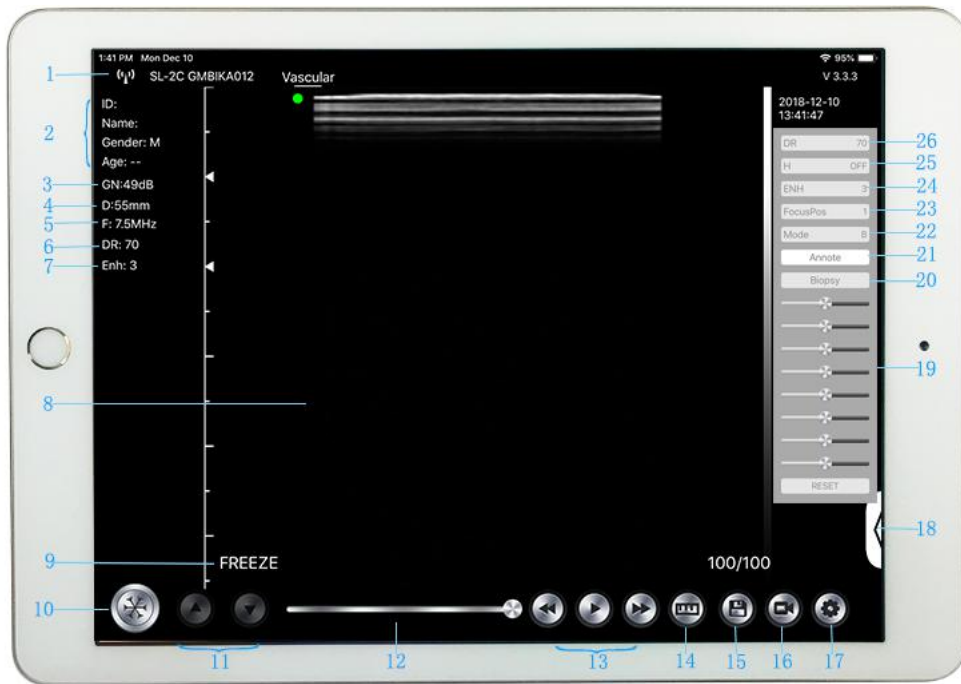 1:41 PM Mon Dec 10
95%
1
SL-2C GMBIKA012
Vascular
V 3.3.3
2
ID:
Name:
Gender: M
Age: --
3
GN:49dB
4
D:55mm
5
F: 7.5MHz
6
DR: 70
7
Enh: 3
2018-12-10
13:41:47
DR 70
26
H OFF
25
ENH 3
24
FocusPos 1
23
Mode B
22
Annote
21
Biopsy
20
19
RESET
8
18
9
FREEZE
100/100
10
11
12
13
14
15
16
17